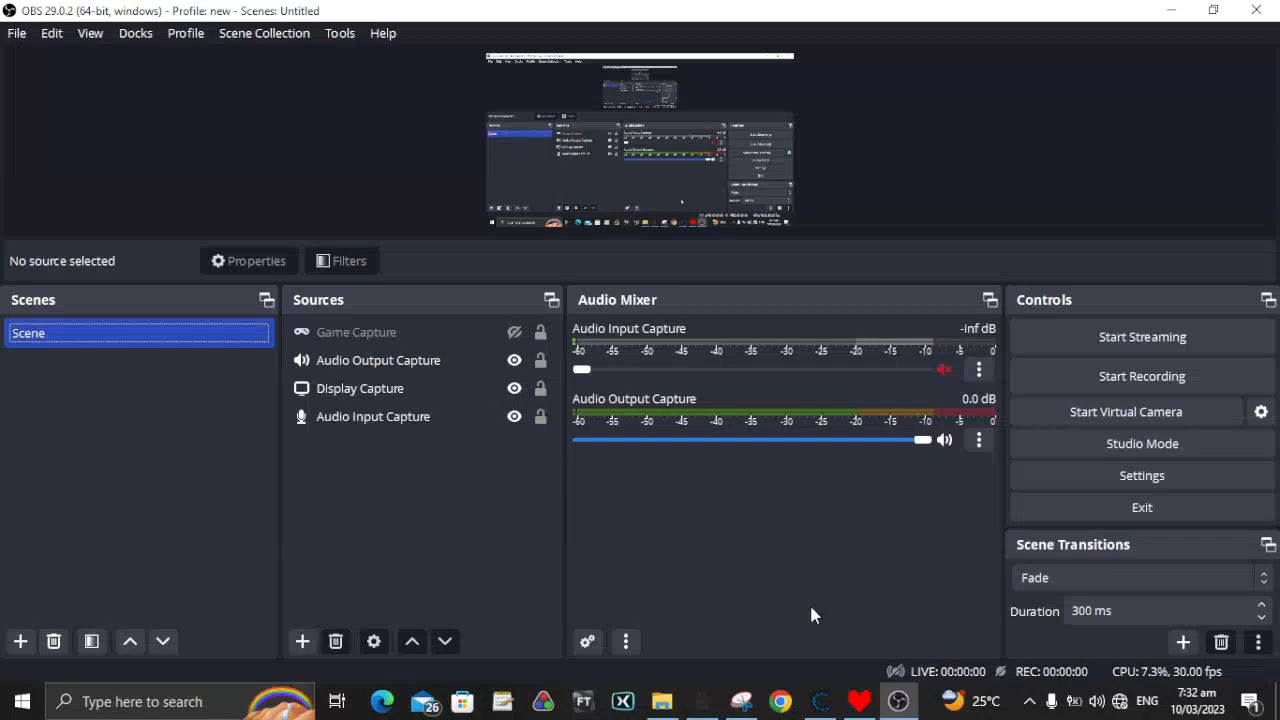 OBS 29.0.2 (64-bit, windows) - Profile: new - Scenes: Untitled
File Edit View Docks Profile Scene Collection Tools Help
No source selected
Properties
Filters
Scenes
Scene
Sources
Game Capture
Audio Output Capture
Display Capture
Audio Input Capture
Audio Mixer
Audio Input Capture -inf dB
-60 -55 -50 -45 -40 -35 -30 -25 -20 -15 -10 -5 0
Audio Output Capture 0.0 dB
-60 -55 -50 -45 -40 -35 -30 -25 -20 -15 -10 -5 0
Controls
Start Streaming
Start Recording
Start Virtual Camera
Studio Mode
Settings
Exit
Scene Transitions
Fade
Duration 300 ms
LIVE: 00:00:00 REC: 00:00:00 CPU: 7.3%, 30.00 fps
Type here to search
26
FT
25°C
ENG
7:32 am
10/03/2023
1